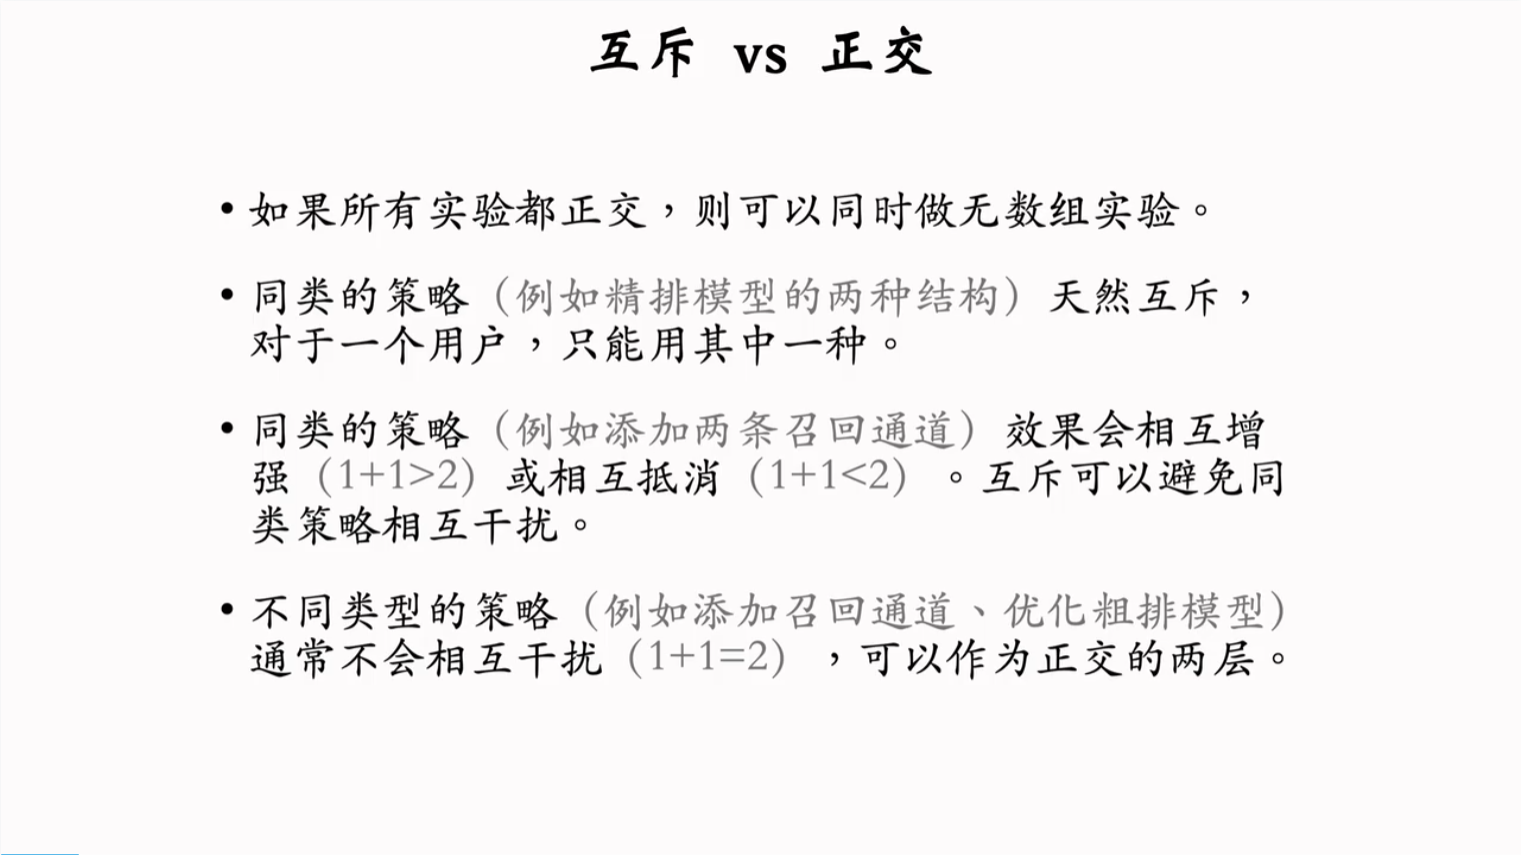 互斥 vs 正交
•如果所有实验都正交，则可以同时做无数组实验。
•同类的策略（例如精排模型的两种结构）天然互斥，
对于一个用户，只能用其中一种。
•同类的策略（例如添加两条召回通道）效果会相互增
强（1+1>2）或相互抵消（1+1<2）。互斥可以避免同
类策略相互干扰。
•不同类型的策略（例如添加召回通道、优化粗排模型）
通常不会相互干扰（1+1=2），可以作为正交的两层。